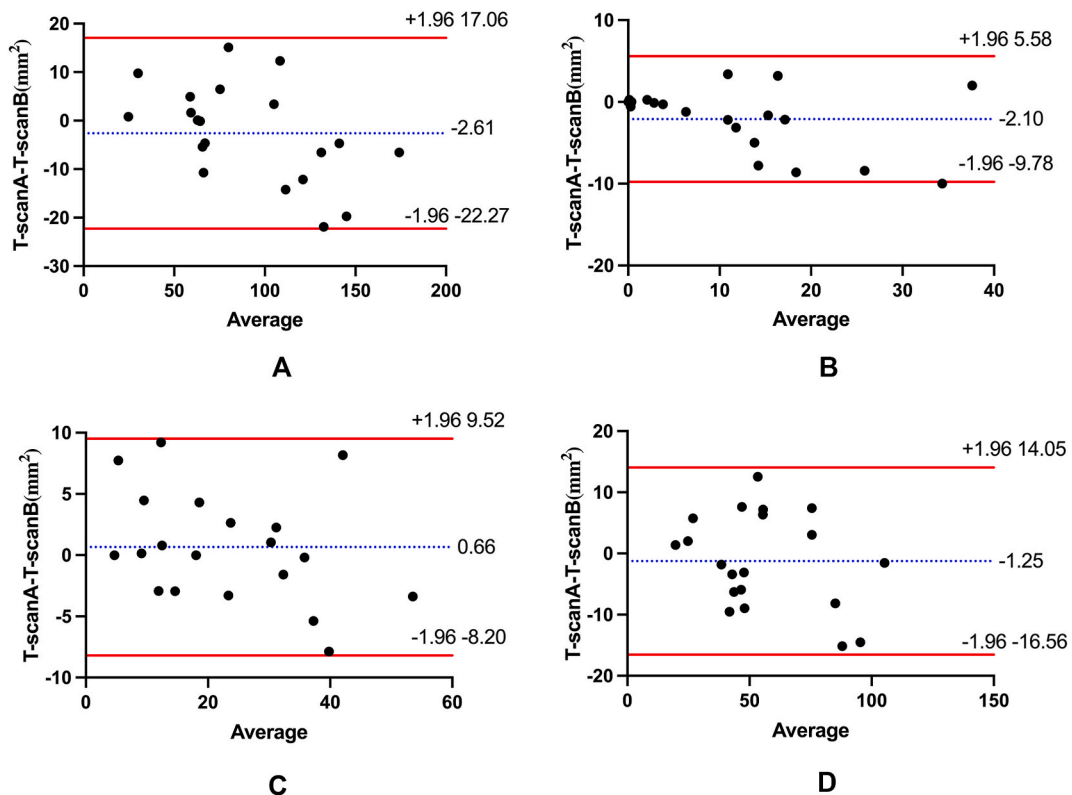 T-scanA-T-scanB(mm²)
20
10
0
-10
-20
-30
+1.96 17.06
-2.61
-1.96 -22.27
0 50 100 150 200
Average
A
T-scanA-T-scanB(mm²)
10
0
-10
-20
+1.96 5.58
-2.10
-1.96 -9.78
0 10 20 30 40
Average
B
T-scanA-T-scanB(mm²)
10
5
0
-5
-10
+1.96 9.52
0.66
-1.96 -8.20
0 20 40 60
Average
C
T-scanA-T-scanB(mm²)
20
10
0
-10
-20
+1.96 14.05
-1.25
-1.96 -16.56
0 50 100 150
Average
D